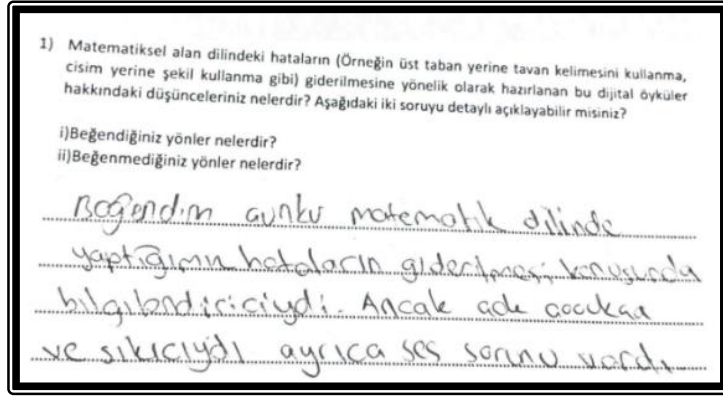 1) Matematiksel alan dilindeki hataların (Örneğin üst taban yerine tavan kelimesini kullanma,
cisim yerine şekil kullanma gibi) giderilmesine yönelik olarak hazırlanan bu dijital öyküler
hakkındaki düşünceleriniz nelerdir? Aşağıdaki iki soruyu detaylı açıklayabilir misiniz?
i)Beğendiğiniz yönler nelerdir?
ii)Beğenmediğiniz yönler nelerdir?
Beğendim çünkü matematik dilinde
yaptığımın hataların giderilmesi konusunda
bilgilendiriciydi. Ancak çocukça
ve sıkıcıydı ayrıca ses sorunu vardı